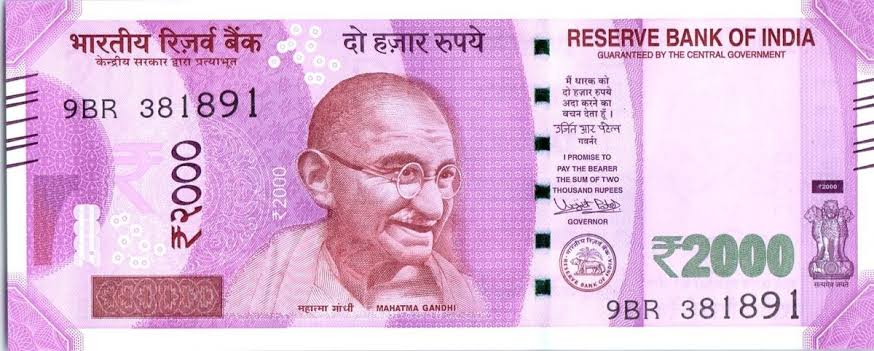 भारतीय रिज़र्व बैंक
केन्द्रीय सरकार द्वारा प्रत्याभूत
9BR 381891
₹२०००
₹2000
दो हज़ार रुपये
महात्मा गांधी MAHATMA GANDHI
RESERVE BANK OF INDIA
GUARANTEED BY THE CENTRAL GOVERNMENT
मैं धारक को
दो हज़ार रुपये
अदा करने का
वचन देता हूँ ।
उर्जित आर पटेल
गवर्नर
I PROMISE TO
PAY THE BEARER
THE SUM OF TWO
THOUSAND RUPEES
GOVERNOR
भारतीय रिज़र्व बैंक
RESERVE BANK OF INDIA
₹2000
₹2000
सत्यमेव जयते
9BR 381891